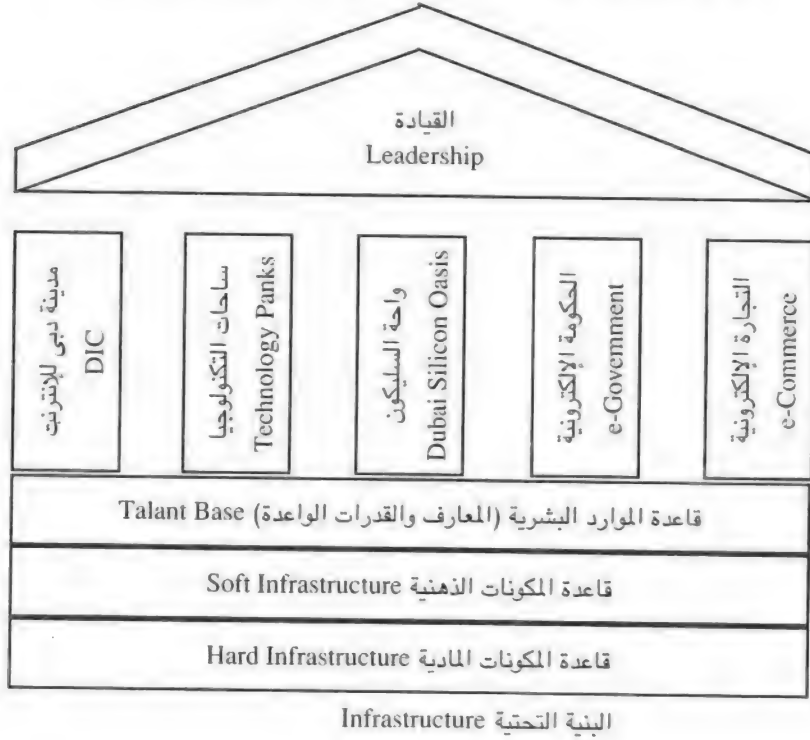 القيادة
Leadership
مدينة دبى للإنترنت
DIC
ساحات التكنولوجيا
Technology Panks
واحة السليكون
Dubai Silicon Oasis
الحكومة الإلكترونية
e-Government
التجارة الإلكترونية
e-Commerce
قاعدة الموارد البشرية (المعارف والقدرات الواعدة) Talant Base
قاعدة المكونات الذهنية Soft Infrastructure
قاعدة المكونات المادية Hard Infrastructure
البنية التحتية Infrastructure